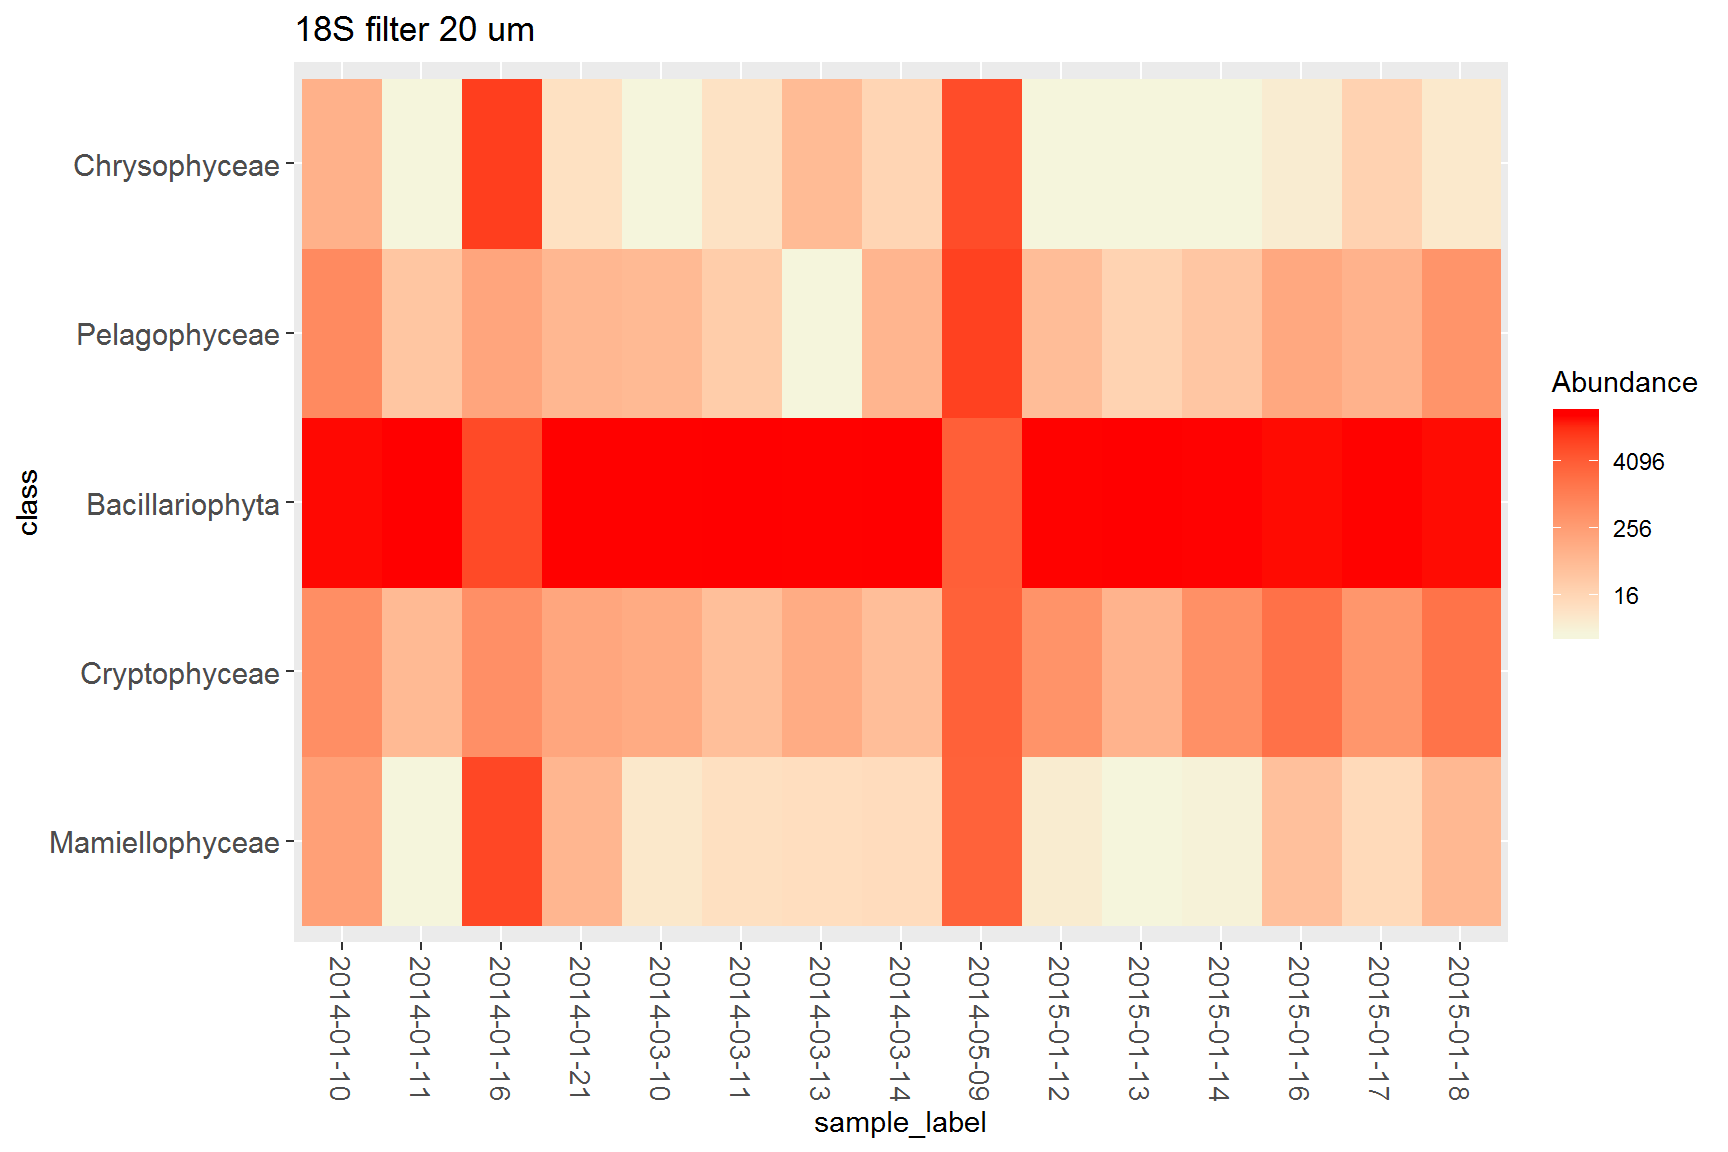 18S filter 20 um
class
Chrysophyceae
Pelagophyceae
Bacillariophyta
Cryptophyceae
Mamiellophyceae
2014-01-10
2014-01-11
2014-01-16
2014-01-21
2014-03-10
2014-03-11
2014-03-13
2014-03-14
2014-05-09
2015-01-12
2015-01-13
2015-01-14
2015-01-16
2015-01-17
2015-01-18
sample_label
Abundance
4096
256
16